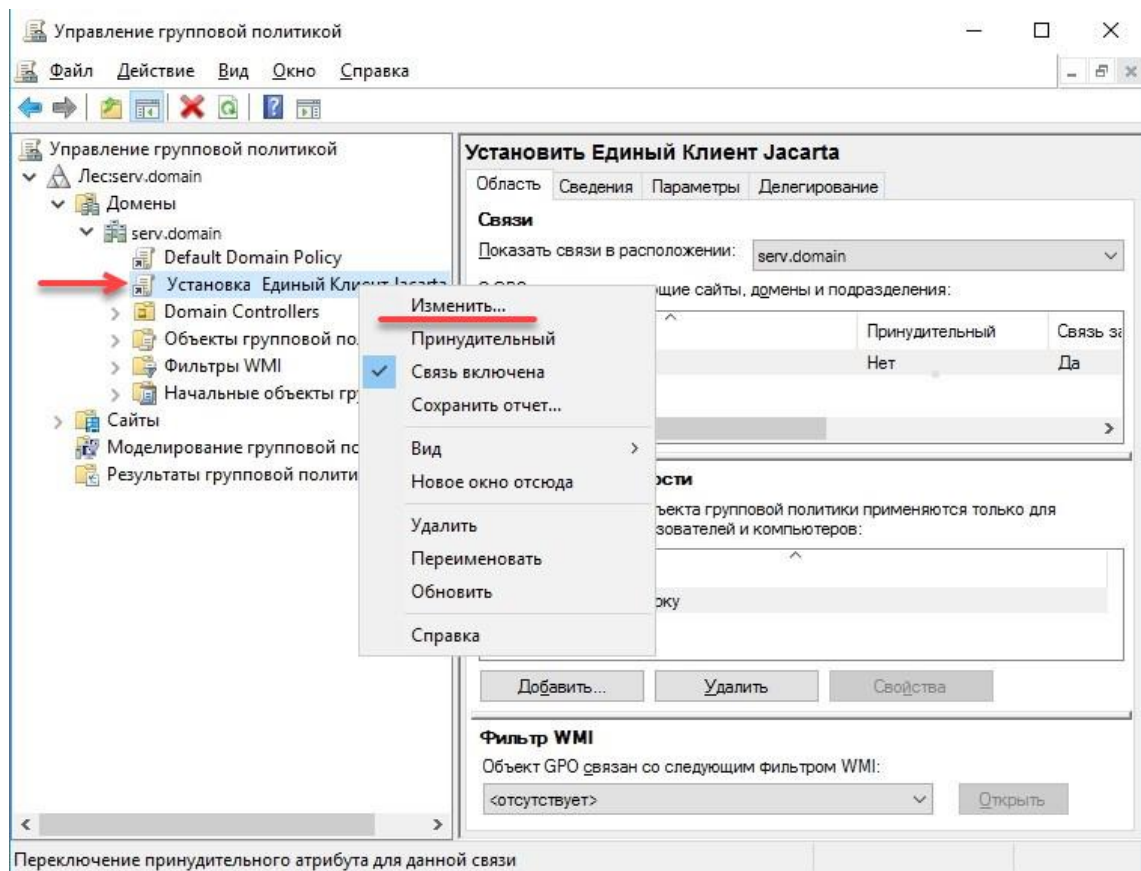 Управление групповой политикой
Файл Действие Вид Окно Справка
Управление групповой политикой
Лес:serv.domain
Домены
serv.domain
Default Domain Policy
Установка Единый Клиент Jacarta
Domain Controllers
Объекты групповой по
Фильтры WMI
Начальные объекты гр
Сайты
Моделирование групповой по
Результаты групповой полити
Изменить...
Принудительный
Связь включена
Сохранить отчет...
Вид
Новое окно отсюда
Удалить
Переименовать
Обновить
Справка
Установить Единый Клиент Jacarta
Область Сведения Параметры Делегирование
Связи
Показать связи в расположении: serv.domain
сайты, домены и подразделения:
Принудительный Связь
Нет Да
ости
групповой политики применяются только для
зователей и компьютеров:
рку
Добавить... Удалить Свойства
Фильтр WMI
Объект GPO связан со следующим фильтром WMI:
<отсутствует> Открыть
Переключение принудительного атрибута для данной связи